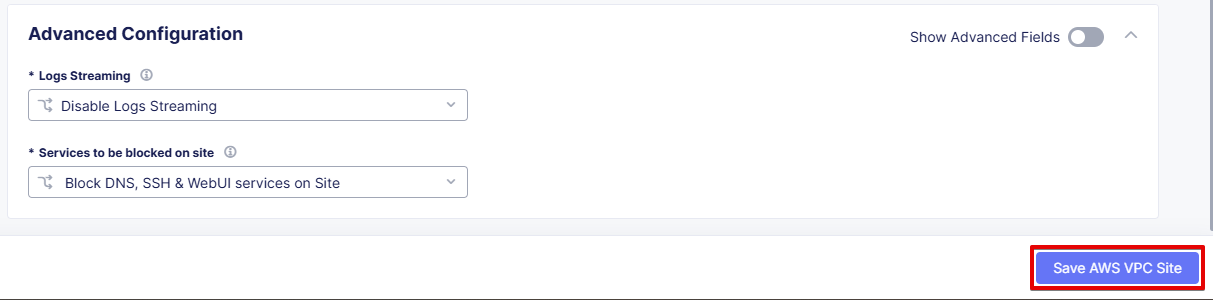 Advanced Configuration
Show Advanced Fields
* Logs Streaming
Disable Logs Streaming
* Services to be blocked on site
Block DNS, SSH & WebUI services on Site
Save AWS VPC Site